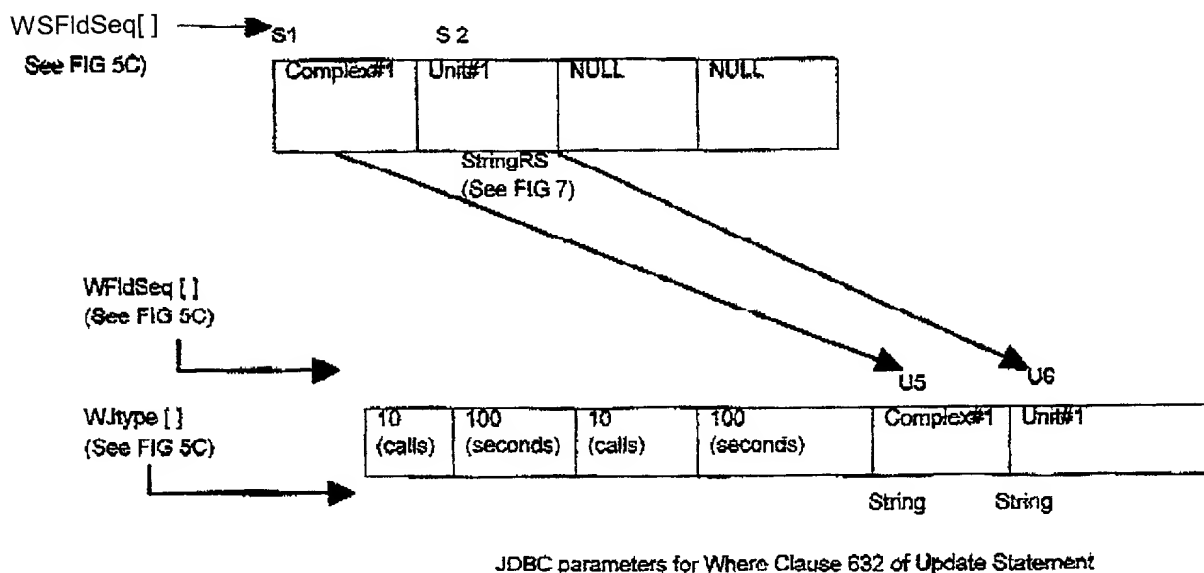 WSFldSeq[ ]
See FIG 5C)
S1 S 2
Complex#1 Unit#1 NULL NULL
StringRS
(See FIG 7)
WFldSeq [ ]
(See FIG 5C)
U5 U6
WJtype [ ]
(See FIG 5C)
10 100 10 100 Complex#1 Unit#1
(calls) (seconds) (calls) (seconds)
String String
JDBC parameters for Where Clause 632 of Update Statement